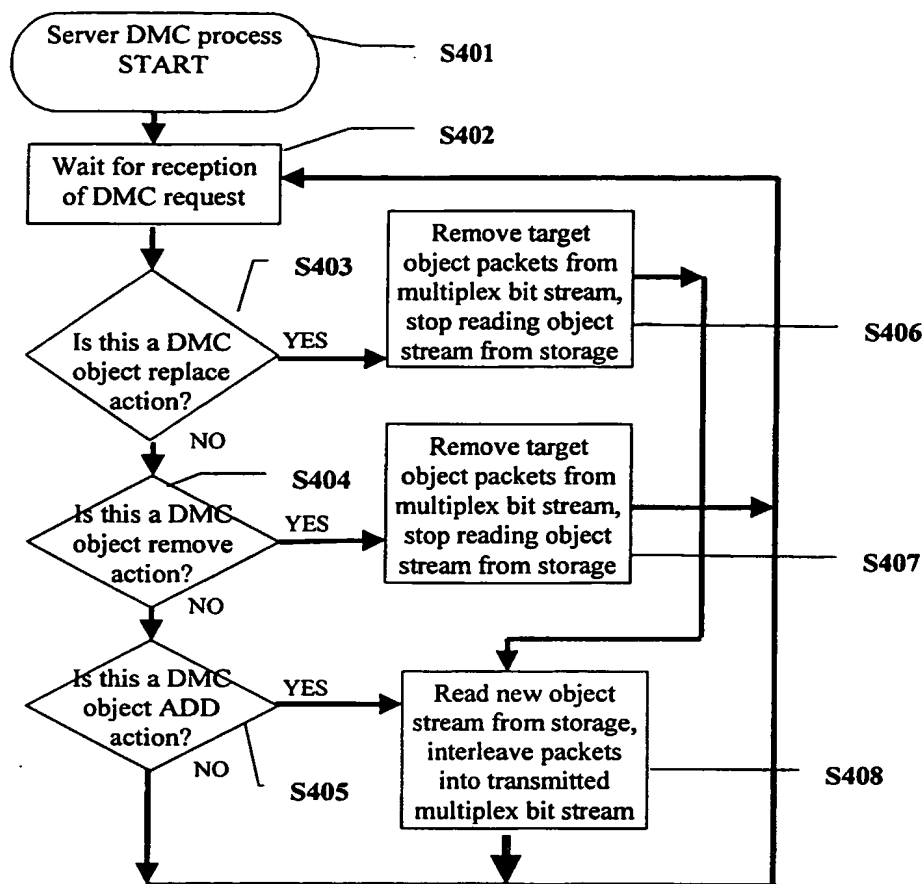 Server DMC process
START
S401
S402
Wait for reception
of DMC request
S403
Is this a DMC
object replace
action?
YES
NO
Remove target
object packets from
multiplex bit stream,
stop reading object
stream from storage
S406
S404
Is this a DMC
object remove
action?
YES
NO
Remove target
object packets from
multiplex bit stream,
stop reading object
stream from storage
S407
Is this a DMC
object ADD
action?
YES
NO
S405
Read new object
stream from storage,
interleave packets
into transmitted
multiplex bit stream
S408